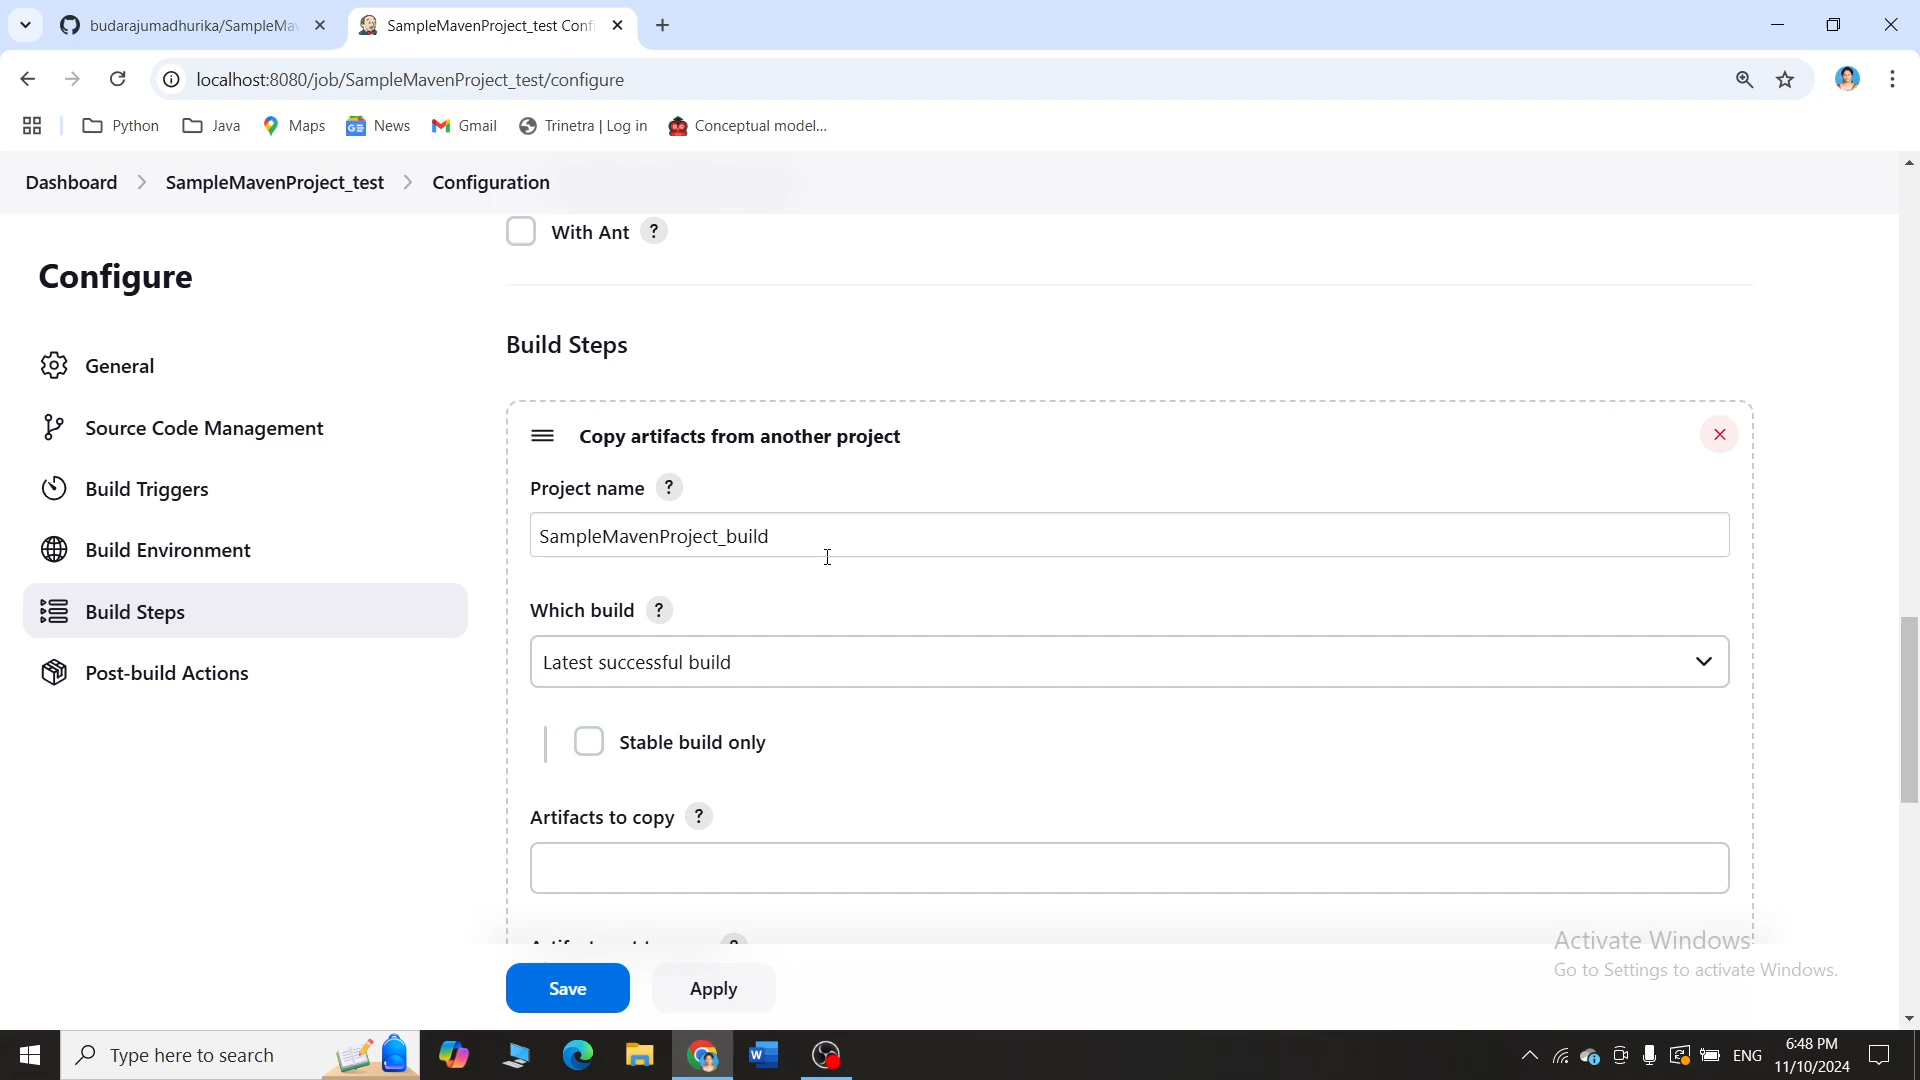 budarajumadhurika/SampleMav
SampleMavenProject_test Confi
localhost:8080/job/SampleMavenProject_test/configure
Python
Java
Maps
News
Gmail
Trinetra | Log in
Conceptual model...
Dashboard
SampleMavenProject_test
Configuration
With Ant ?
Configure
General
Source Code Management
Build Triggers
Build Environment
Build Steps
Post-build Actions
Build Steps
Copy artifacts from another project
Project name ?
SampleMavenProject_build
Which build ?
Latest successful build
Stable build only
Artifacts to copy ?
Save
Apply
Activate Windows
Go to Settings to activate Windows.
Type here to search
ENG
6:48 PM
11/10/2024